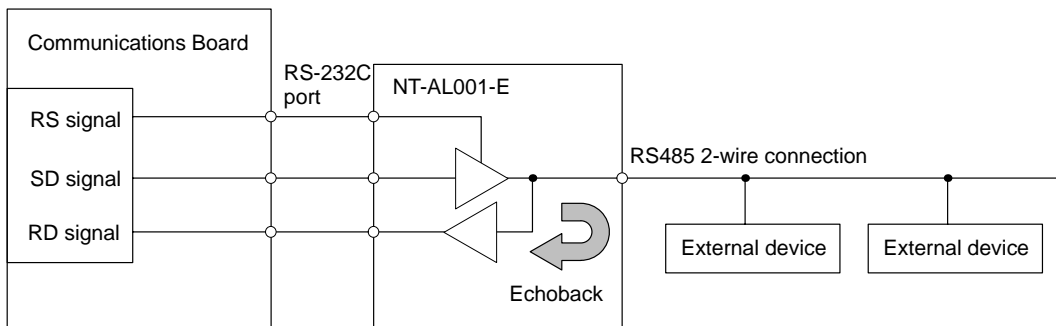 Communications Board
RS-232C
port
NT-AL001-E
RS signal
RS485 2-wire connection
SD signal
RD signal
External device
External device
Echoback